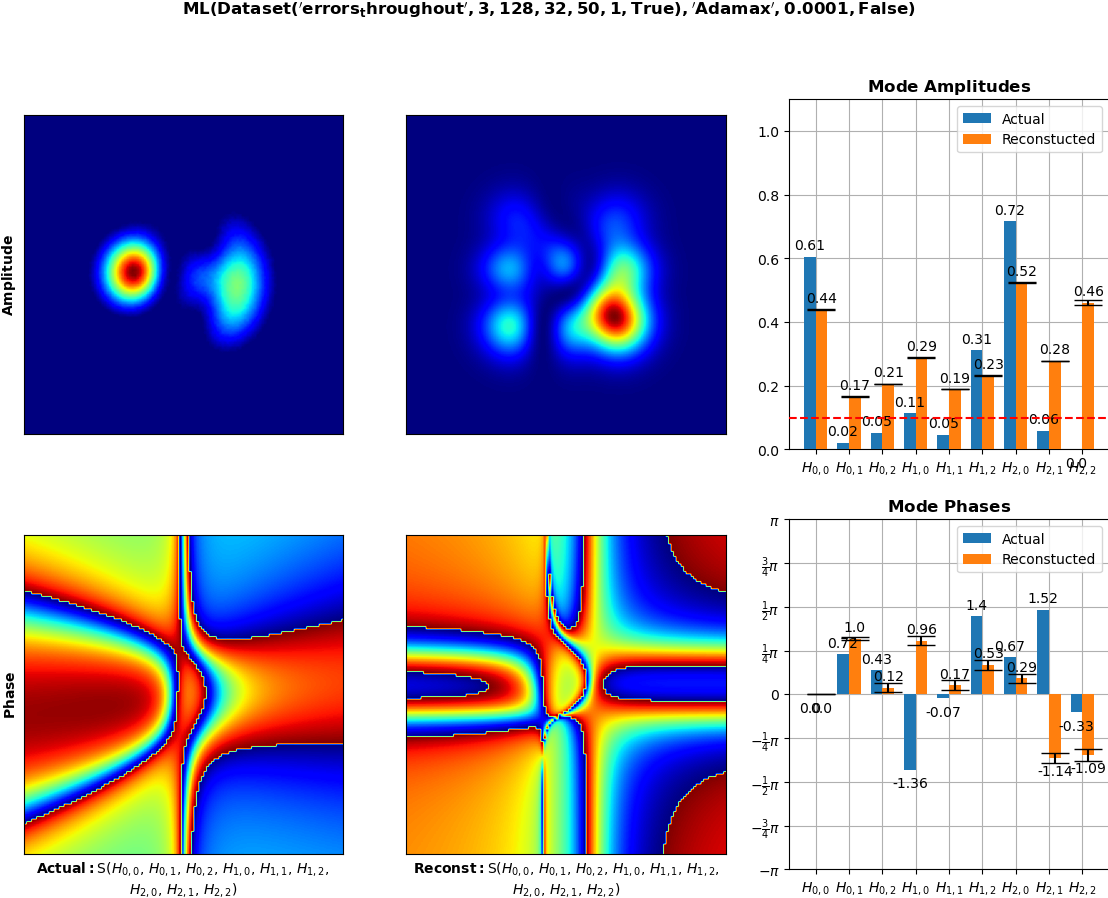 ML(Dataset('errors_throughout', 3, 128, 32, 50, 1, True), 'Adamax', 0.0001, False)
Amplitude
Mode Amplitudes
Actual
Reconstucted
1.0
0.8
0.6
0.4
0.2
0.0
0.61
0.44
0.02
0.17
0.05
0.21
0.11
0.29
0.05
0.19
0.31
0.23
0.72
0.52
0.06
0.28
0.0
0.46
H0,0 H0,1 H0,2 H1,0 H1,1 H1,2 H2,0 H2,1 H2,2
Phase
Actual: S(H0,0, H0,1, H0,2, H1,0, H1,1, H1,2,
H2,0, H2,1, H2,2)
Reconst: S(H0,0, H0,1, H0,2, H1,0, H1,1, H1,2,
H2,0, H2,1, H2,2)
Mode Phases
Actual
Reconstucted
π
3/4π
1/2π
1/4π
0
−1/4π
−1/2π
−3/4π
−π
0.0
0.0
0.72
1.0
0.43
0.12
-1.36
0.96
-0.07
0.17
1.4
0.53
0.67
0.29
1.52
-1.14
-0.33
-1.09
H0,0 H0,1 H0,2 H1,0 H1,1 H1,2 H2,0 H2,1 H2,2